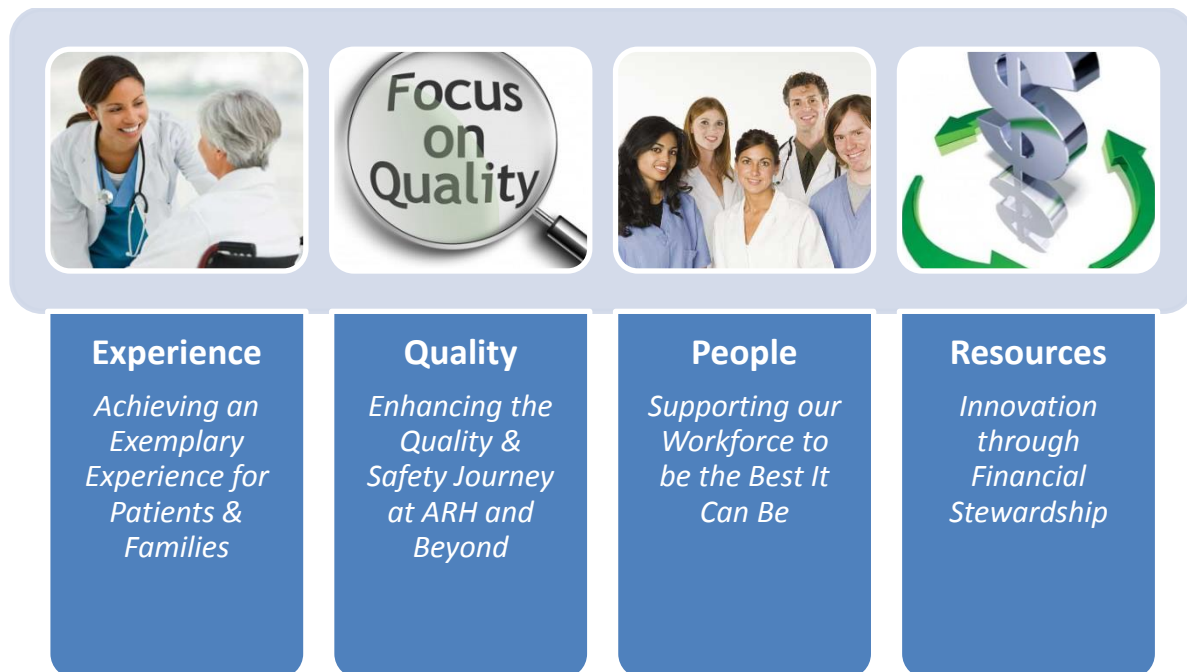 Focus
on
Quality
Experience
Achieving an
Exemplary
Experience for
Patients &
Families
Quality
Enhancing the
Quality &
Safety Journey
at ARH and
Beyond
People
Supporting our
Workforce to
be the Best It
Can Be
Resources
Innovation
through
Financial
Stewardship